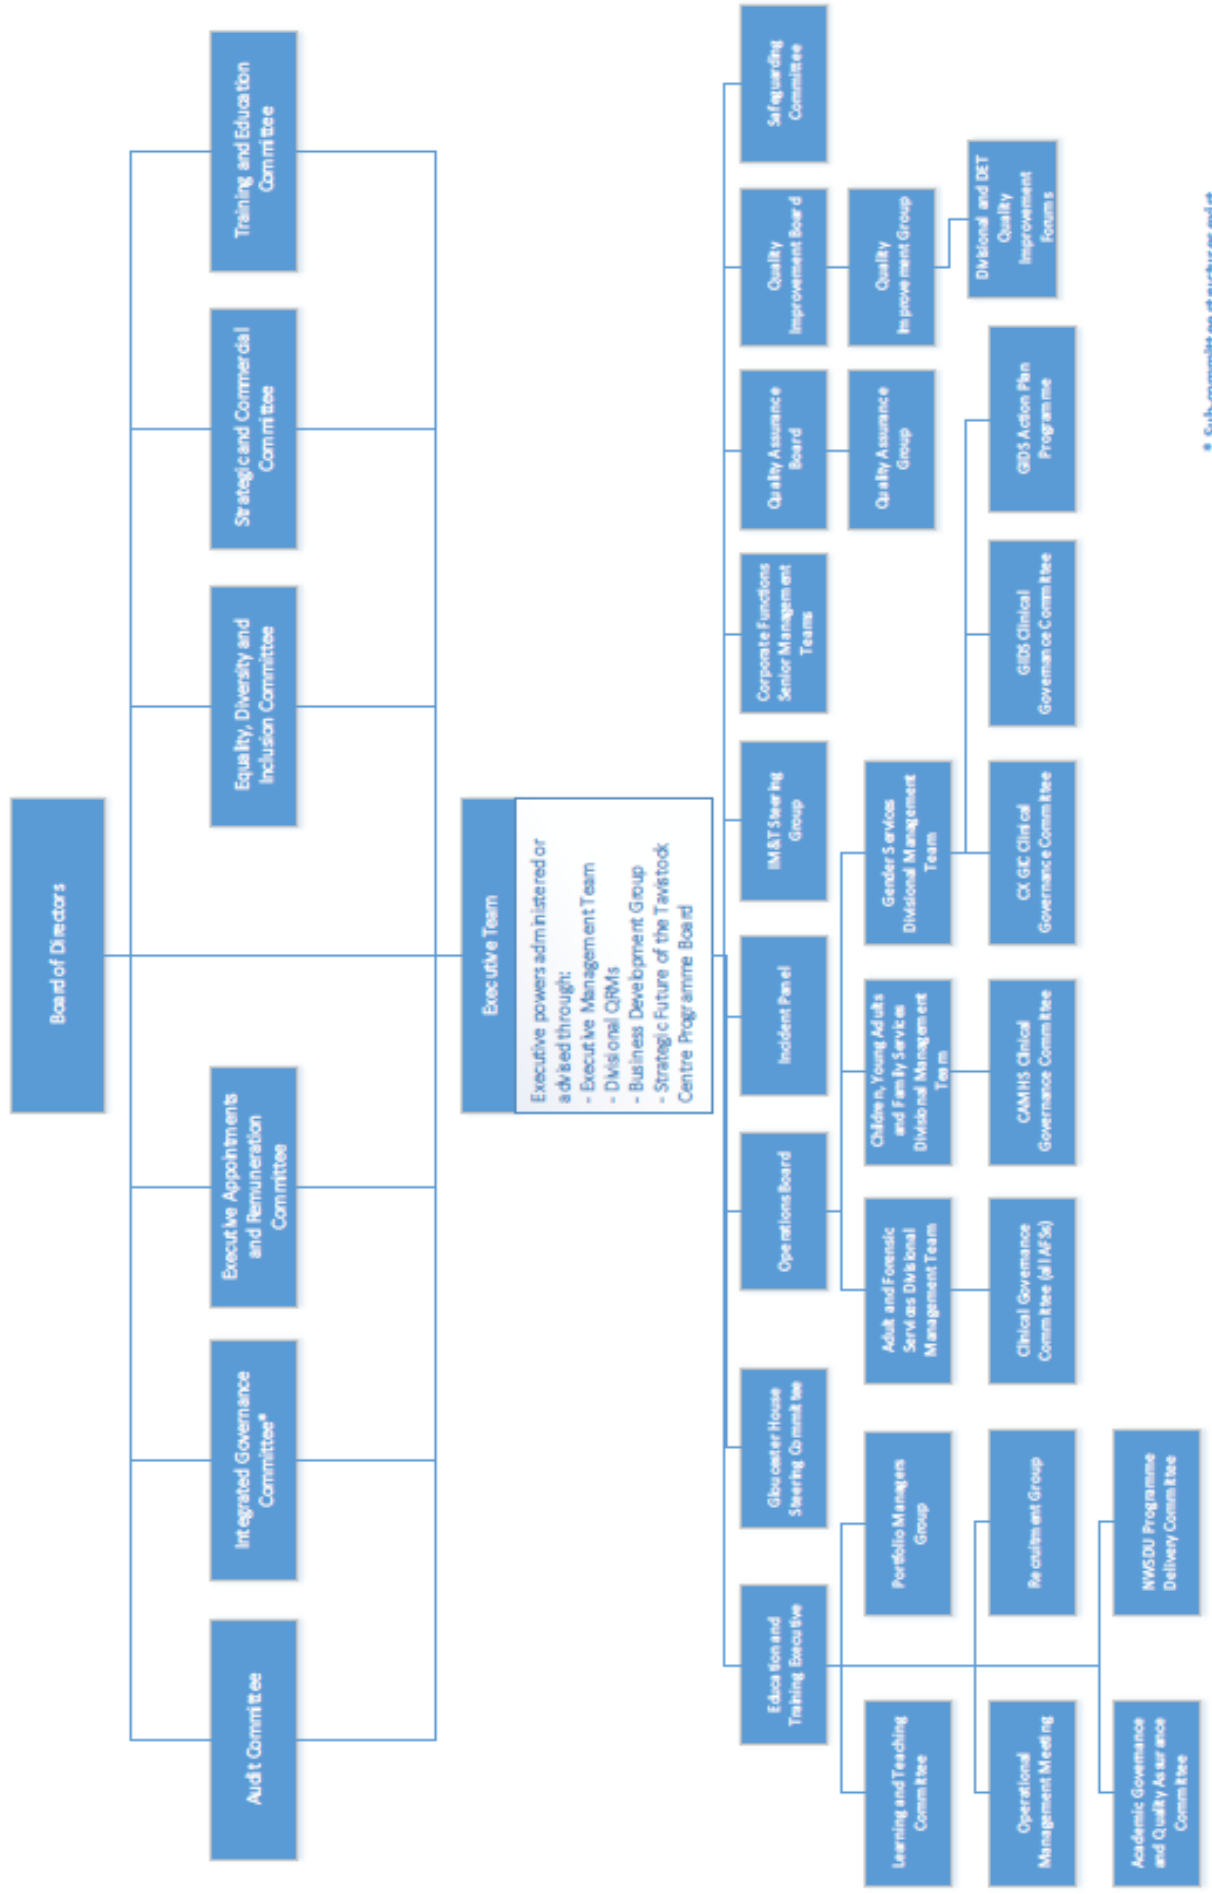 Board of Directors
Audit Committee
Integrated Governance
Committee*
Executive Appointments
and Remuneration
Committee
Equality, Diversity and
Inclusion Committee
Strategic and Commercial
Committee
Training and Education
Committee
Executive Team
Executive powers administered or
advised through:
- Executive Management Team
- Divisional QRMs
- Business Development Group
- Strategic Future of the Tavistock
Centre Programme Board
Education and
Training Executive
Gloucester House
Steering Committee
Operations Board
Incident Panel
IM&T Steering
Group
Corporate Functions
Senior Management
Teams
Quality Assurance
Board
Quality
Improvement Board
Safeguarding
Committee
Learning and Teaching
Committee
Portfolio Managers
Group
Adult and Forensic
Services Divisional
Management Team
Children, Young Adults
and Family Services
Divisional Management
Team
Gender Services
Divisional Management
Team
Quality Assurance
Group
Quality
Improvement Group
Operational
Management Meeting
Recruitment Group
Clinical Governance
Committee (all AFSs)
CAMHS Clinical
Governance Committee
CX GIC Clinical
Governance Committee
GIDS Clinical
Governance Committee
GIDS Action Plan
Programme
Divisional and DET
Quality
Improvement
Forums
Academic Governance
and Quality Assurance
Committee
NWSDU Programme
Delivery Committee
* Sub-committee structures exist